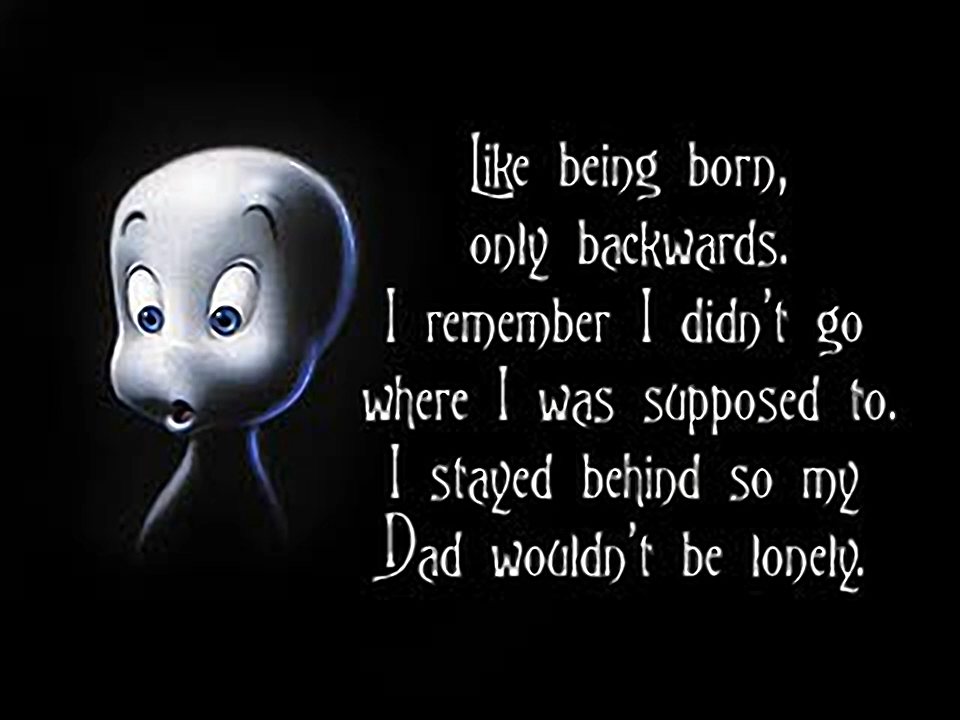 Like being born,
only backwards.
I remember I didn't go
where I was supposed to.
I stayed behind so my
Dad wouldn't be lonely.